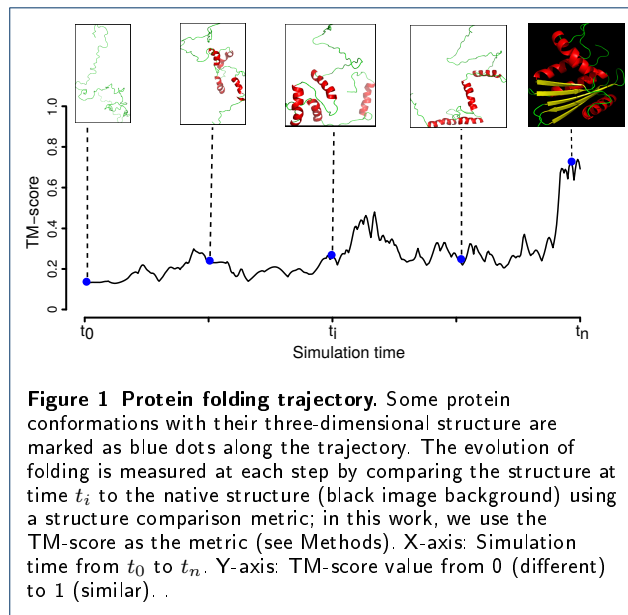 1.0
0.8
0.6
0.4
0.2
0
TM−score
t0
ti
tn
Simulation time
Figure 1 Protein folding trajectory. Some protein
conformations with their three-dimensional structure are
marked as blue dots along the trajectory. The evolution of
folding is measured at each step by comparing the structure at
time ti to the native structure (black image background) using
a structure comparison metric; in this work, we use the
TM-score as the metric (see Methods). X-axis: Simulation
time from t0 to tn. Y-axis: TM-score value from 0 (different)
to 1 (similar). .